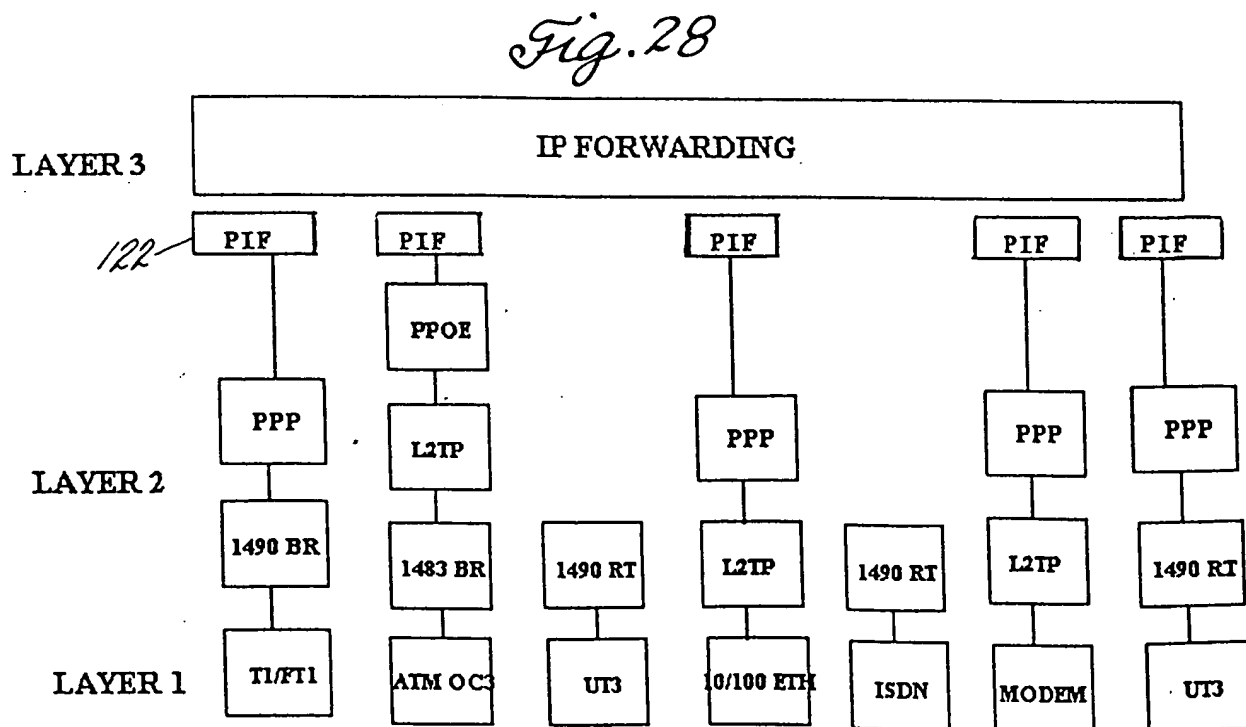 Fig. 28
IP FORWARDING
LAYER 3
122
PIF PIF PIF PIF PIF
PPOE
PPP L2TP PPP PPP PPP
LAYER 2
1490 BR 1483 BR 1490 RT L2TP 1490 RT L2TP 1490 RT
LAYER 1
T1/FT1 ATM OC3 UT3 10/100 ETH ISDN MODEM UT3